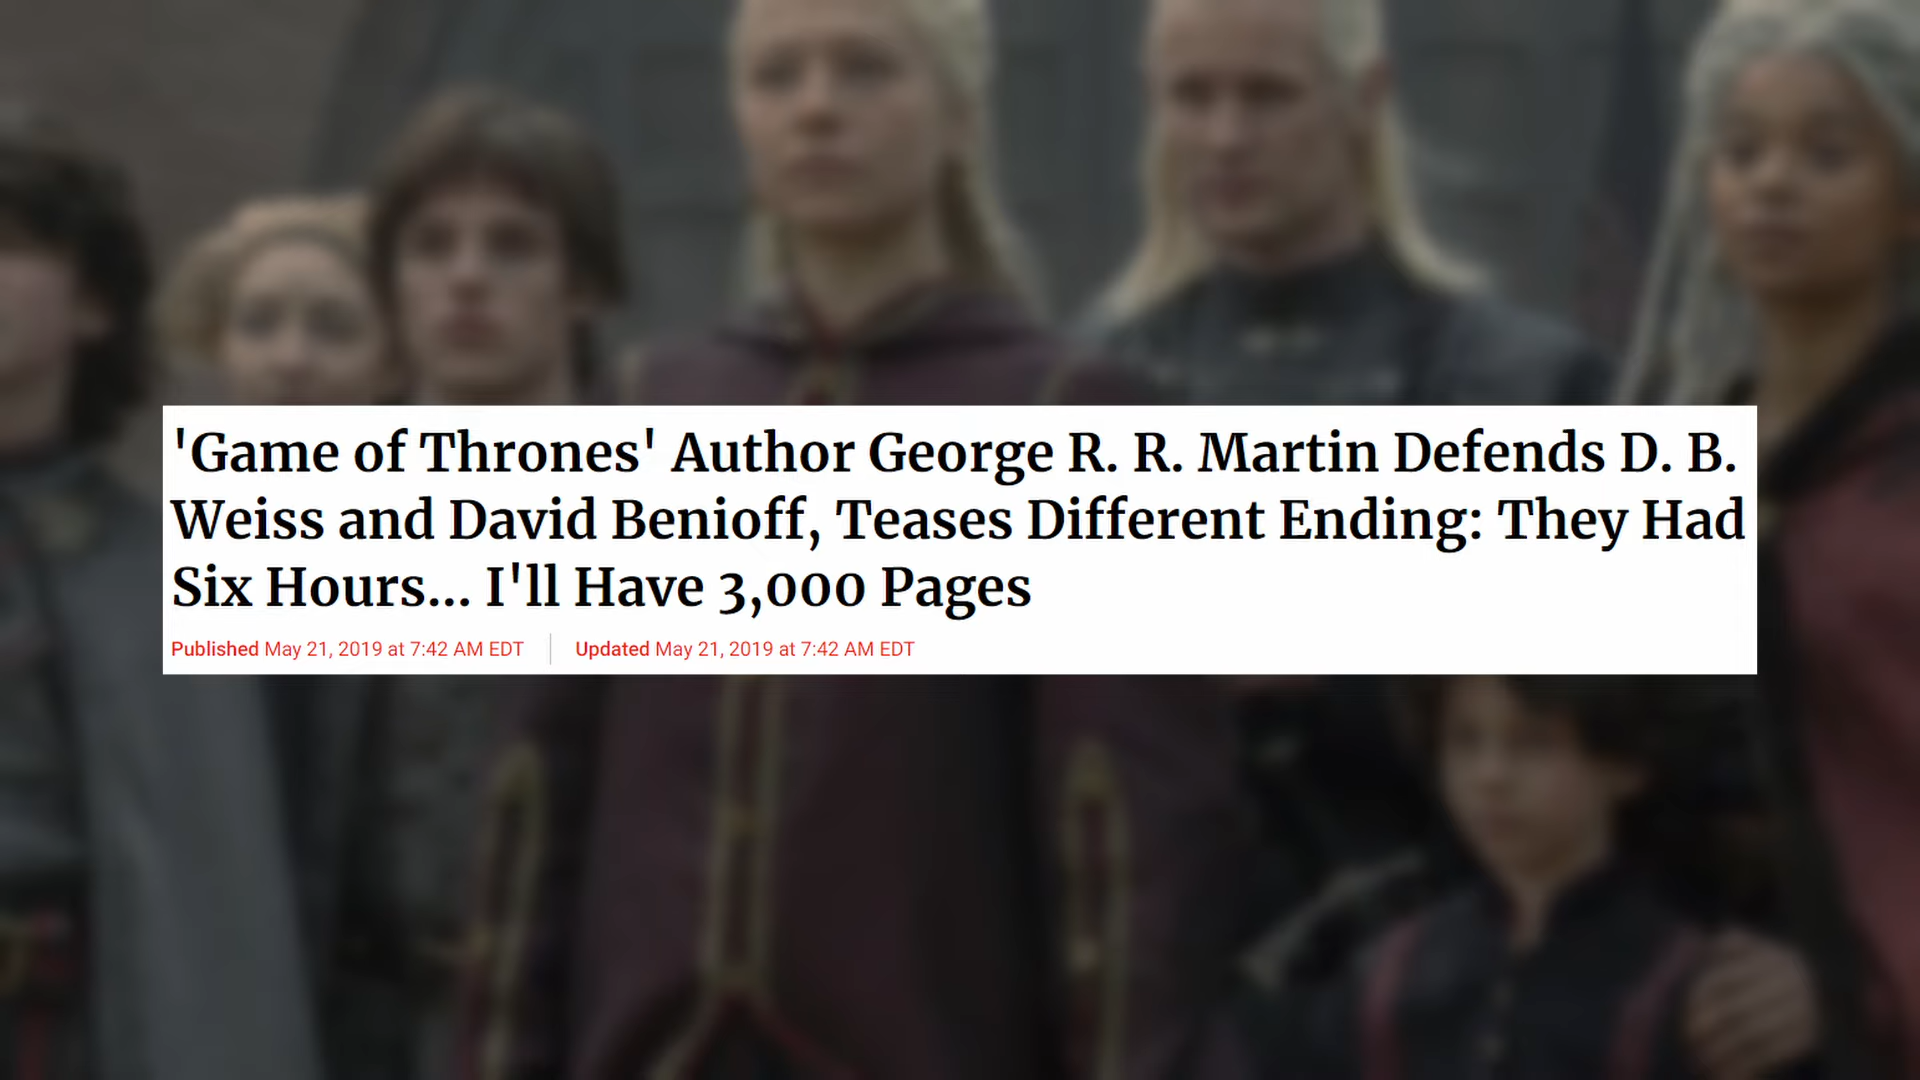 'Game of Thrones' Author George R. R. Martin Defends D. B.
Weiss and David Benioff, Teases Different Ending: They Had
Six Hours... I'll Have 3,000 Pages
Published May 21, 2019 at 7:42 AM EDT | Updated May 21, 2019 at 7:42 AM EDT